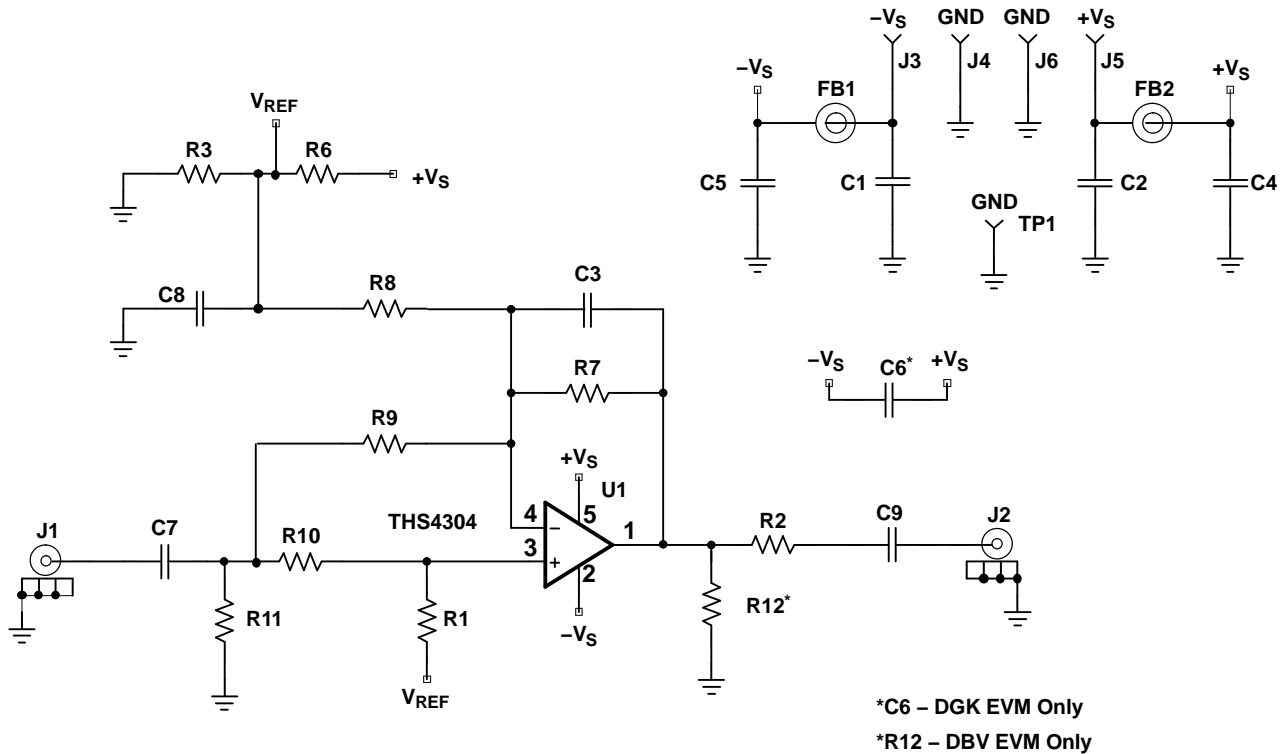 −VS GND GND +VS
J3 J4 J6 J5
−VS FB1 FB2 +VS
VREF
R3 R6
+VS
C5 C1 C2 C4
GND
TP1
C8 R8 C3
R7
−VS C6* +VS
R9
+VS
U1
THS4304
J1 C7 R10 4 − 5 1 R2 C9 J2
3 + 2
R11 R1 −VS R12*
VREF
*C6 – DGK EVM Only
*R12 – DBV EVM Only